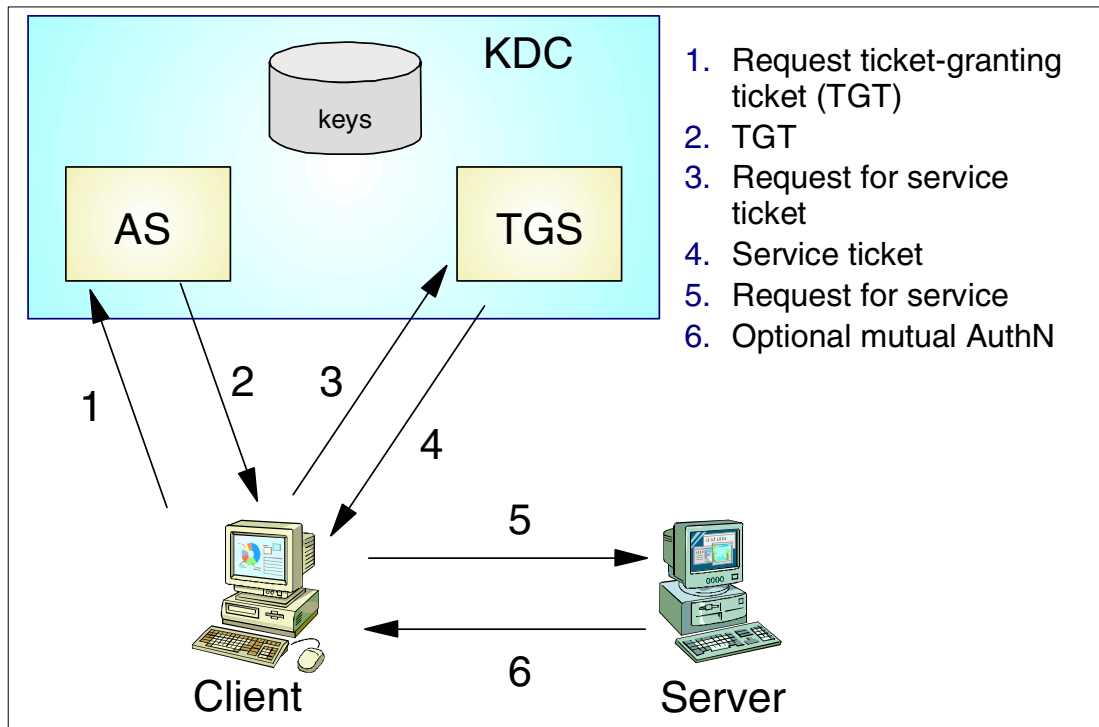 KDC
keys
AS
TGS
1
2
3
4
5
6
Client
Server
1. Request ticket-granting
ticket (TGT)
2. TGT
3. Request for service
ticket
4. Service ticket
5. Request for service
6. Optional mutual AuthN